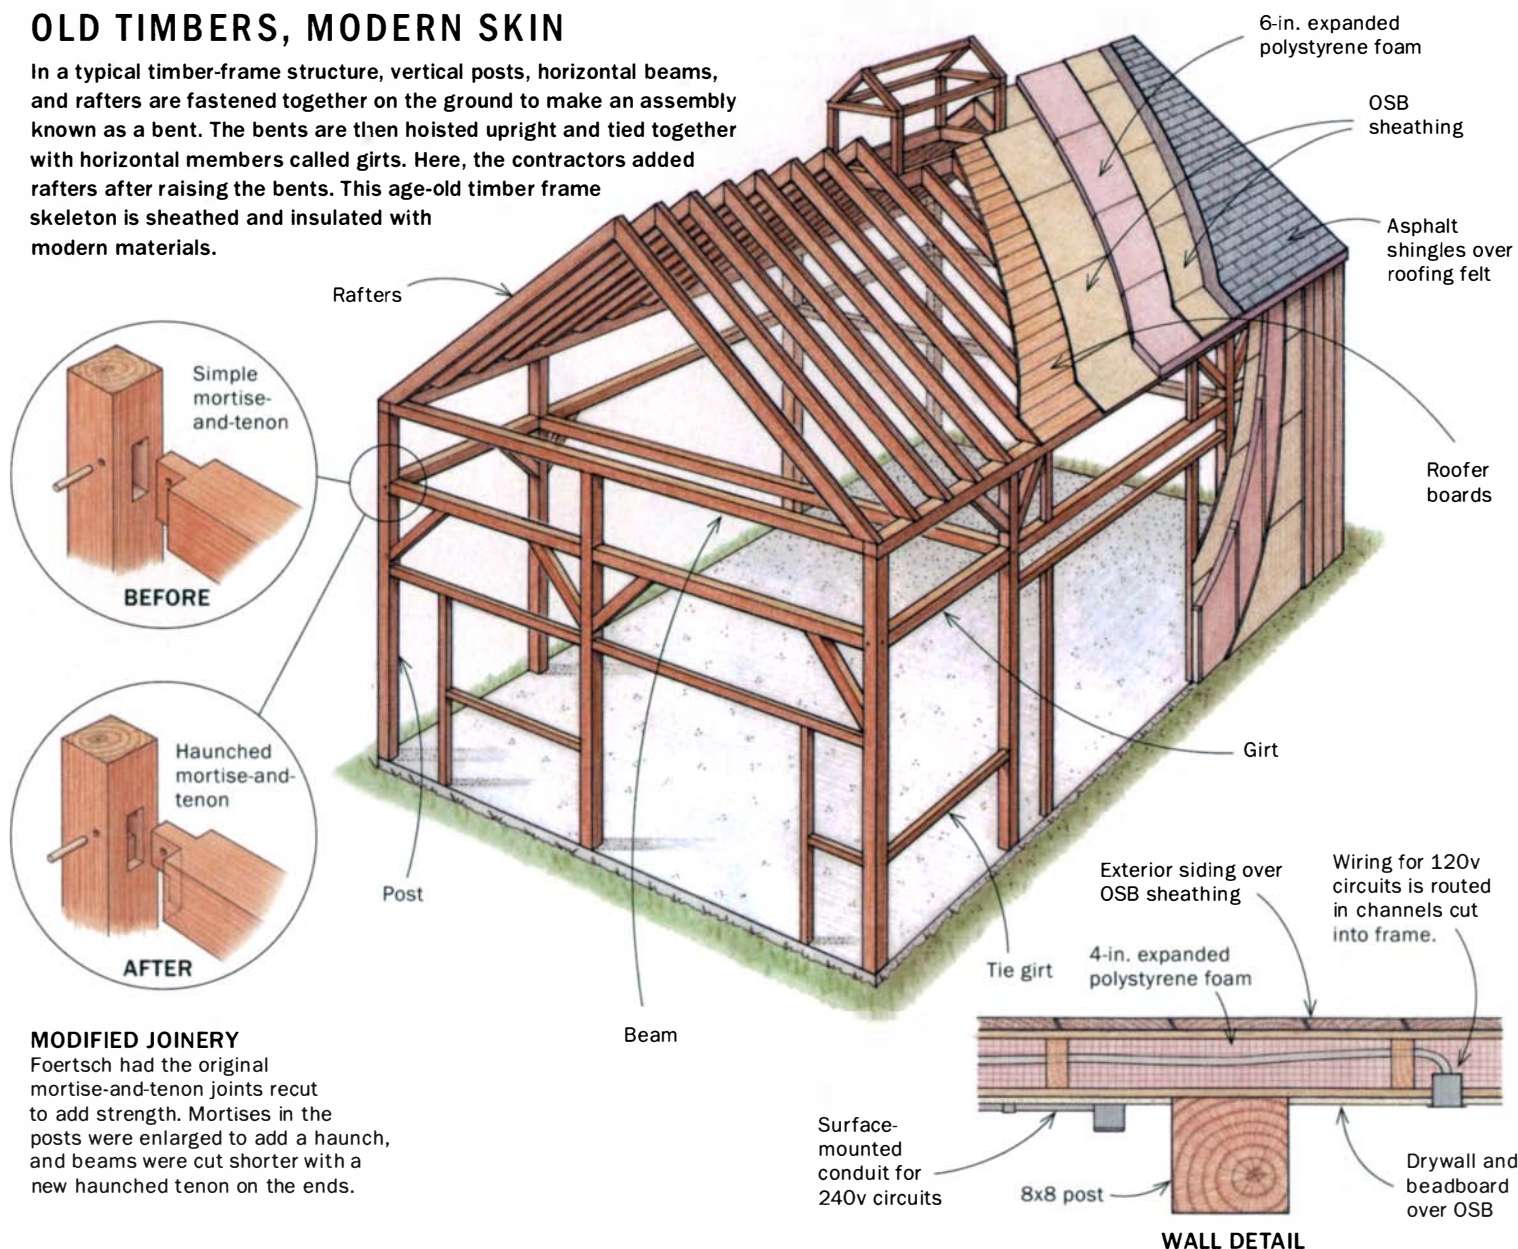 OLD TIMBERS, MODERN SKIN
In a typical timber-frame structure, vertical posts, horizontal beams,
and rafters are fastened together on the ground to make an assembly
known as a bent. The bents are then hoisted upright and tied together
with horizontal members called girts. Here, the contractors added
rafters after raising the bents. This age-old timber frame
skeleton is sheathed and insulated with
modern materials.
6-in. expanded
polystyrene foam
OSB
sheathing
Asphalt
shingles over
roofing felt
Rafters
Simple
mortise-
and-tenon
BEFORE
Roofer
boards
Haunched
mortise-and-
tenon
AFTER
Girt
Post
Tie girt
Beam
MODIFIED JOINERY
Foertsch had the original
mortise-and-tenon joints recut
to add strength. Mortises in the
posts were enlarged to add a haunch,
and beams were cut shorter with a
new haunched tenon on the ends.
Exterior siding over
OSB sheathing
Wiring for 120v
circuits is routed
in channels cut
into frame.
4-in. expanded
polystyrene foam
Surface-
mounted
conduit for
240v circuits
8x8 post
Drywall and
beadboard
over OSB
WALL DETAIL